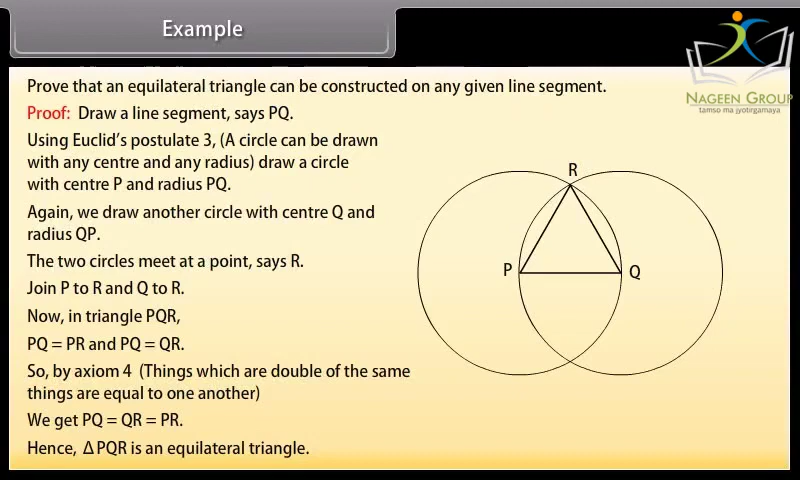 Example
NAGEEN GROUP
tamso ma jyotirgamaya
Prove that an equilateral triangle can be constructed on any given line segment.
Proof: Draw a line segment, says PQ.
Using Euclid's postulate 3, (A circle can be drawn
with any centre and any radius) draw a circle
with centre P and radius PQ.
Again, we draw another circle with centre Q and
radius QP.
The two circles meet at a point, says R.
Join P to R and Q to R.
Now, in triangle PQR,
PQ = PR and PQ = QR.
So, by axiom 4 (Things which are double of the same
things are equal to one another)
We get PQ = QR = PR.
Hence, Δ PQR is an equilateral triangle.
R
P
Q